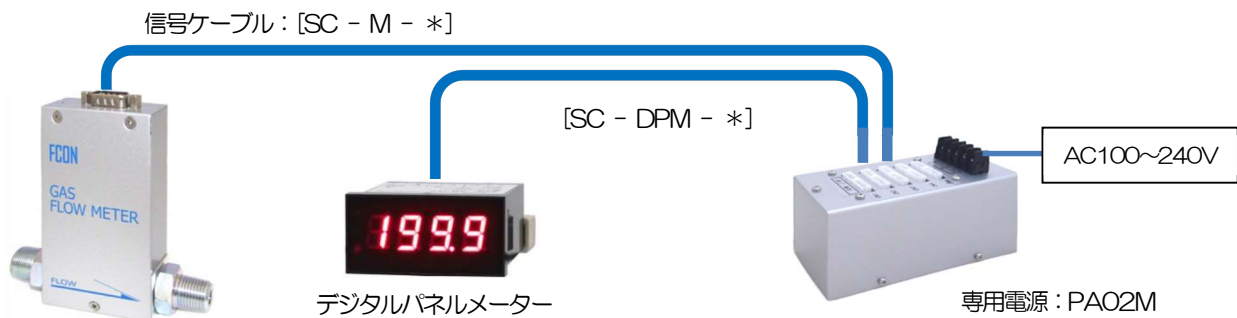 信号ケーブル：[SC - M - ＊]
[SC - DPM - ＊]
AC100～240V
FCON
GAS
FLOW METER
FLOW
199.9
デジタルパネルメーター
専用電源：PA02M